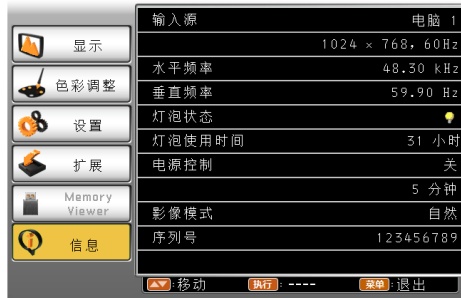 显示
色彩调整
设置
扩展
Memory
Viewer
信息
输入源 电脑 1
1024 × 768, 60Hz
水平频率 48.30 kHz
垂直频率 59.90 Hz
灯泡状态
灯泡使用时间 31 小时
电源控制 关
5 分钟
影像模式 自然
序列号 123456789
:移动 执行:---- 菜单:退出